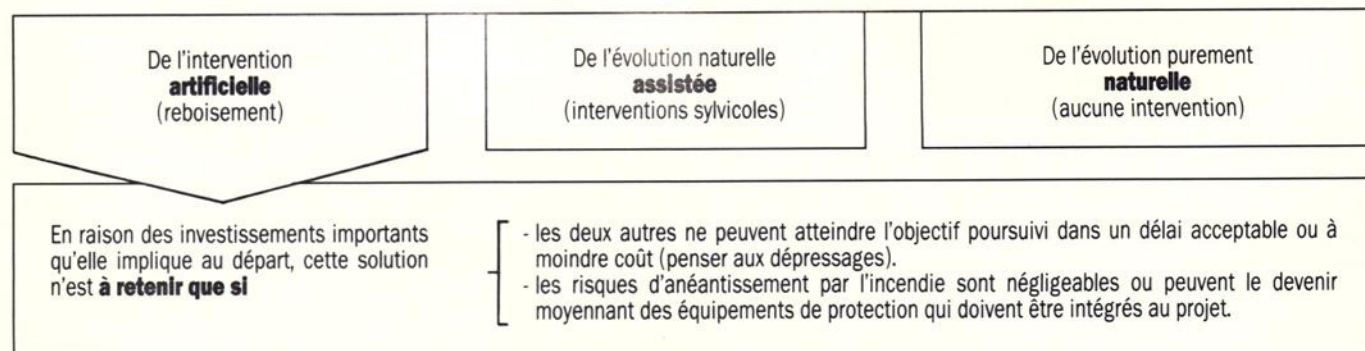 De l'intervention
artificielle
(reboisement)
De l'évolution naturelle
assistée
(interventions sylvicoles)
De l'évolution purement
naturelle
(aucune intervention)
En raison des investissements importants
qu'elle implique au départ, cette solution
n'est à retenir que si
- les deux autres ne peuvent atteindre l'objectif poursuivi dans un délai acceptable ou à
moindre coût (penser aux dépressages).
- les risques d'anéantissement par l'incendie sont négligeables ou peuvent le devenir
moyennant des équipements de protection qui doivent être intégrés au projet.